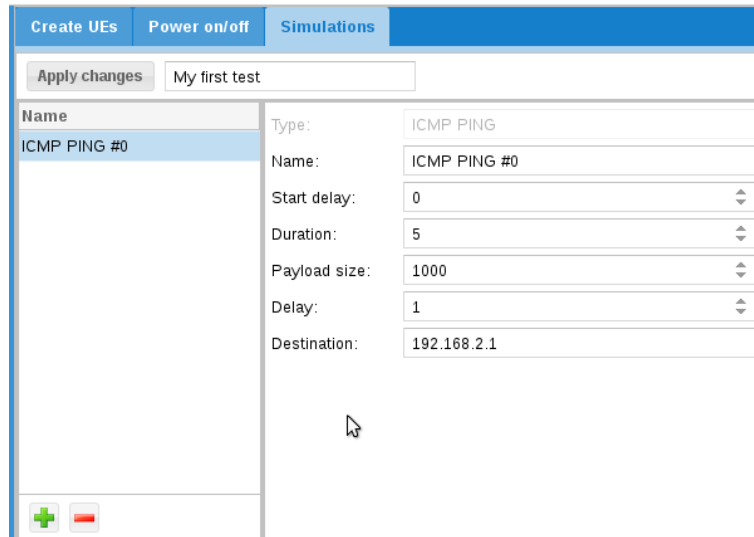 Create UEs Power on/off Simulations
Apply changes My first test
Name
ICMP PING #0
Type: ICMP PING
Name: ICMP PING #0
Start delay: 0
Duration: 5
Payload size: 1000
Delay: 1
Destination: 192.168.2.1